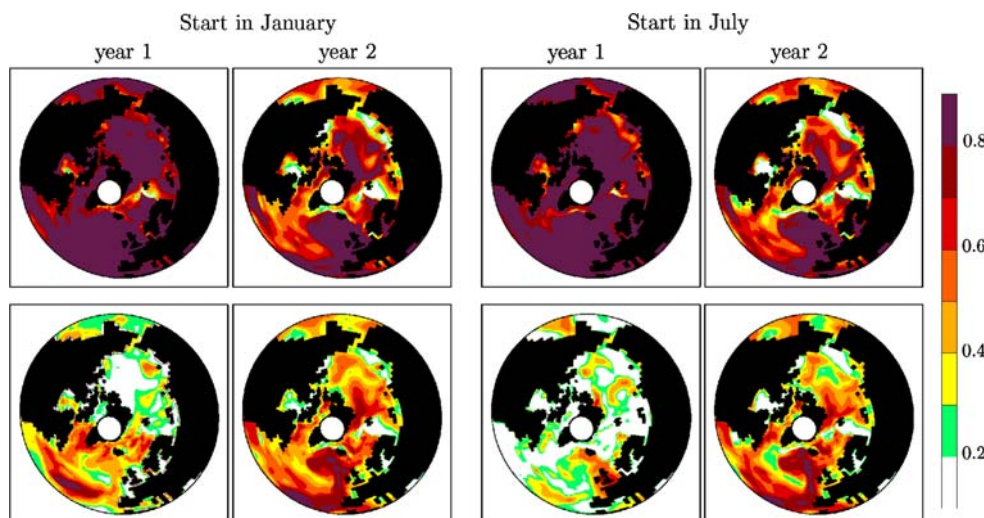 Start in January
Start in July
year 1
year 2
year 1
year 2
0.8
0.6
0.4
0.2